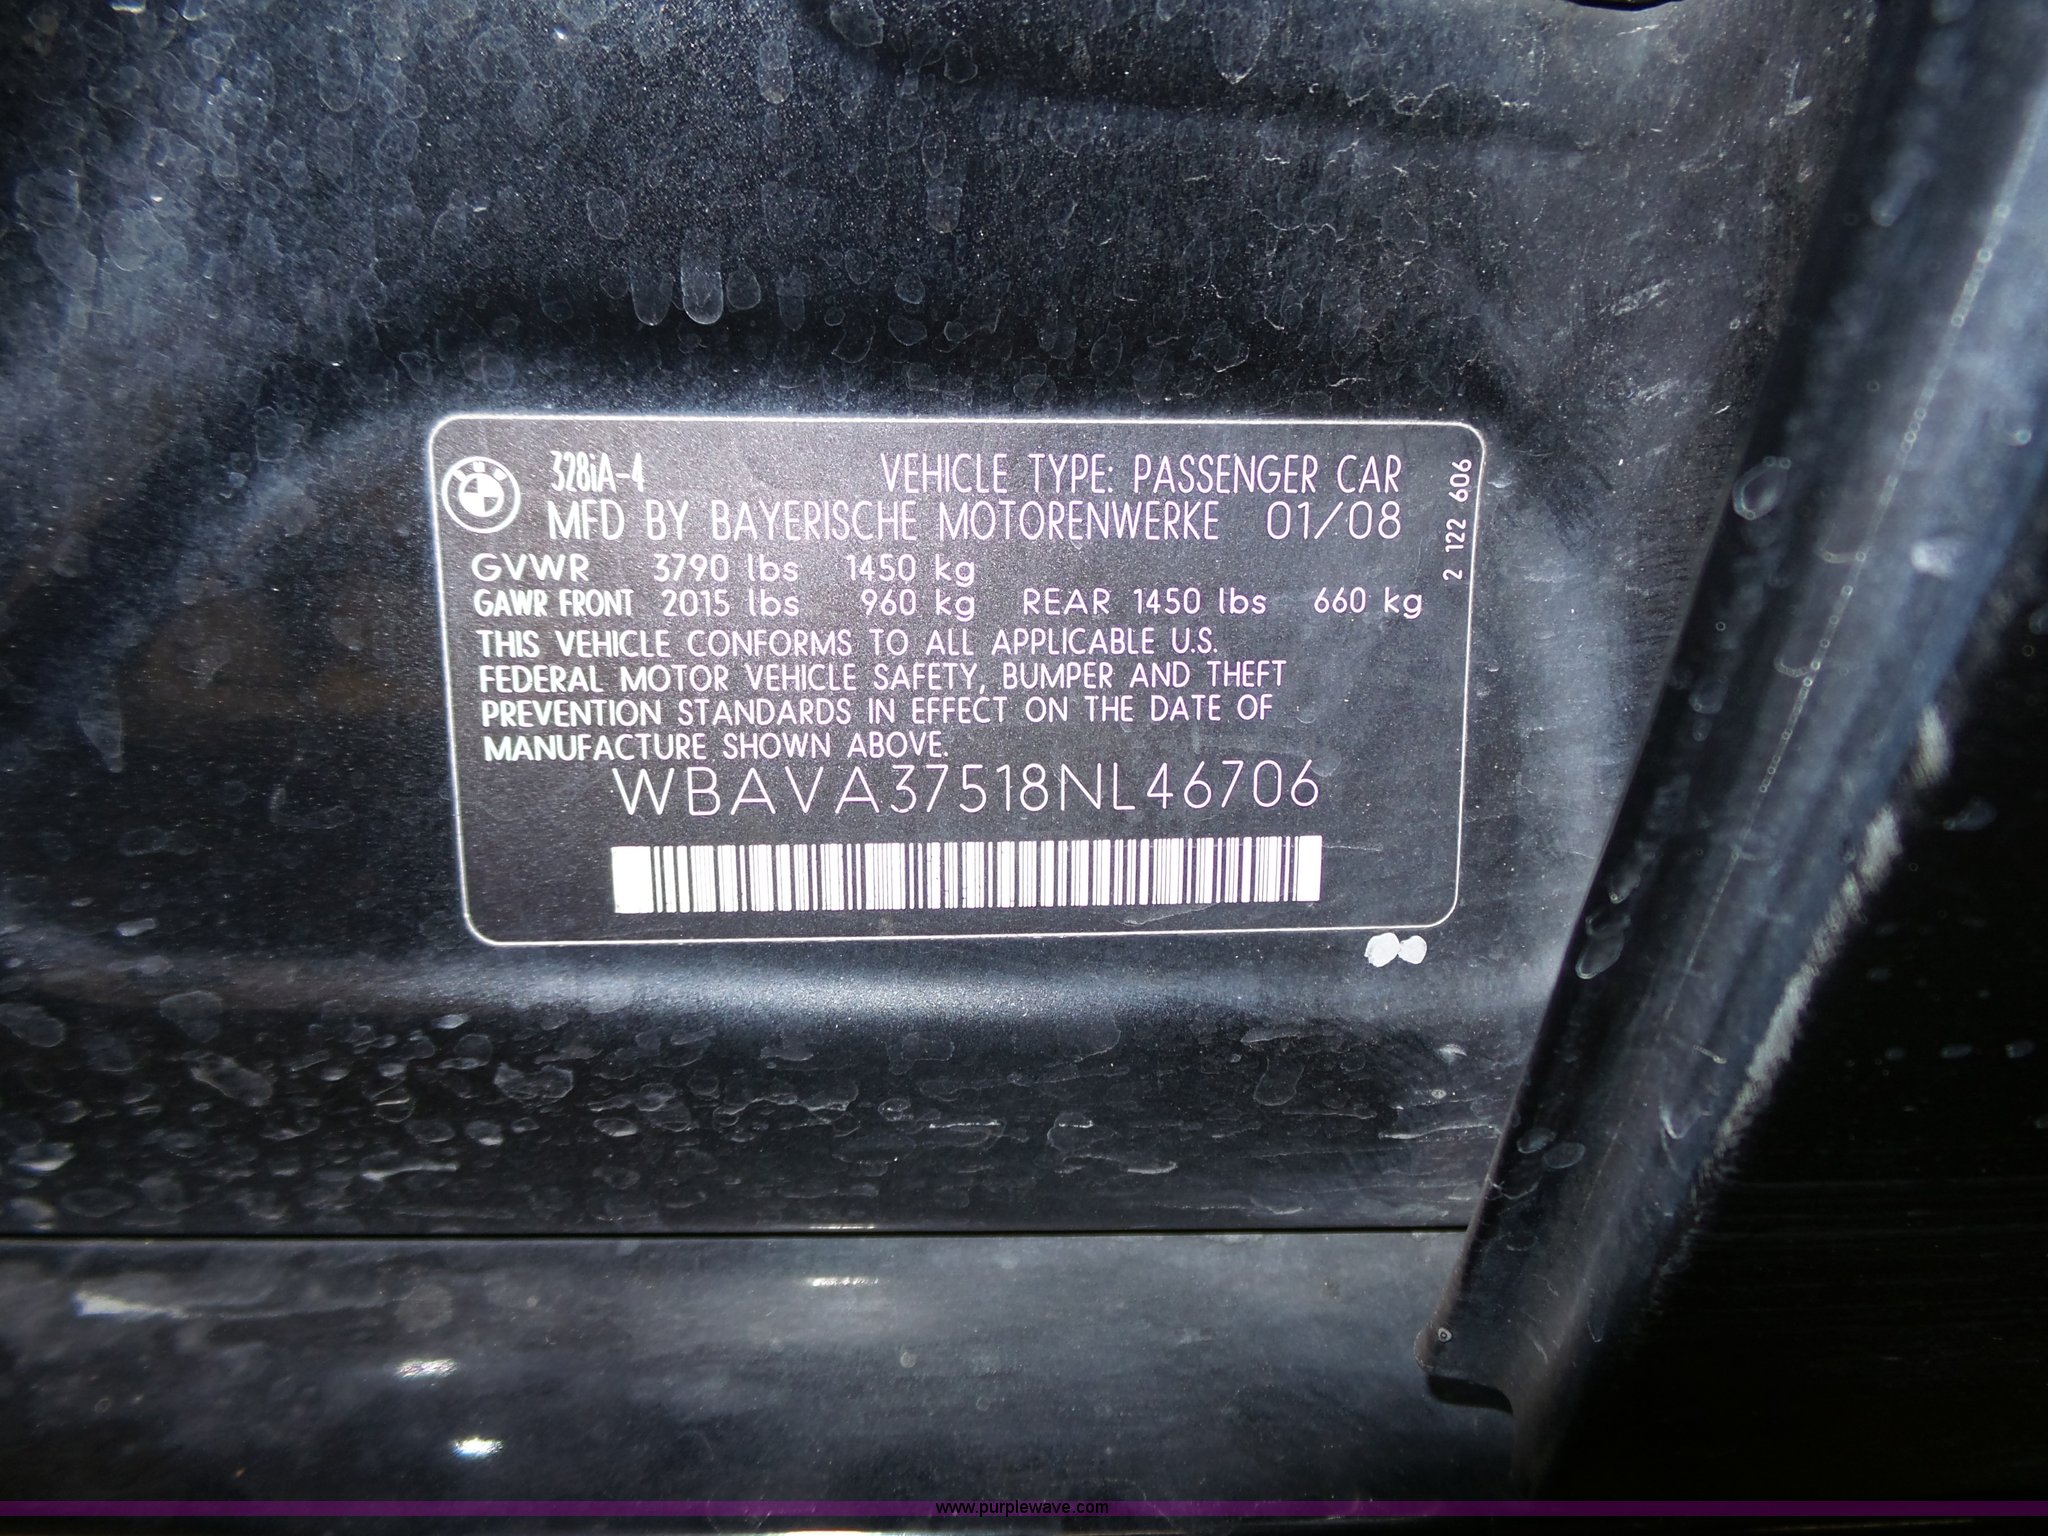 328iA-4 VEHICLE TYPE: PASSENGER CAR
MFD BY BAYERISCHE MOTORENWERKE 01/08
GVWR 3790 lbs 1450 kg
GAWR FRONT 2015 lbs 960 kg REAR 1450 lbs 660 kg
THIS VEHICLE CONFORMS TO ALL APPLICABLE U.S.
FEDERAL MOTOR VEHICLE SAFETY, BUMPER AND THEFT
PREVENTION STANDARDS IN EFFECT ON THE DATE OF
MANUFACTURE SHOWN ABOVE.
WBAVA37518NL46706
2 122 606
www.purplewave.com